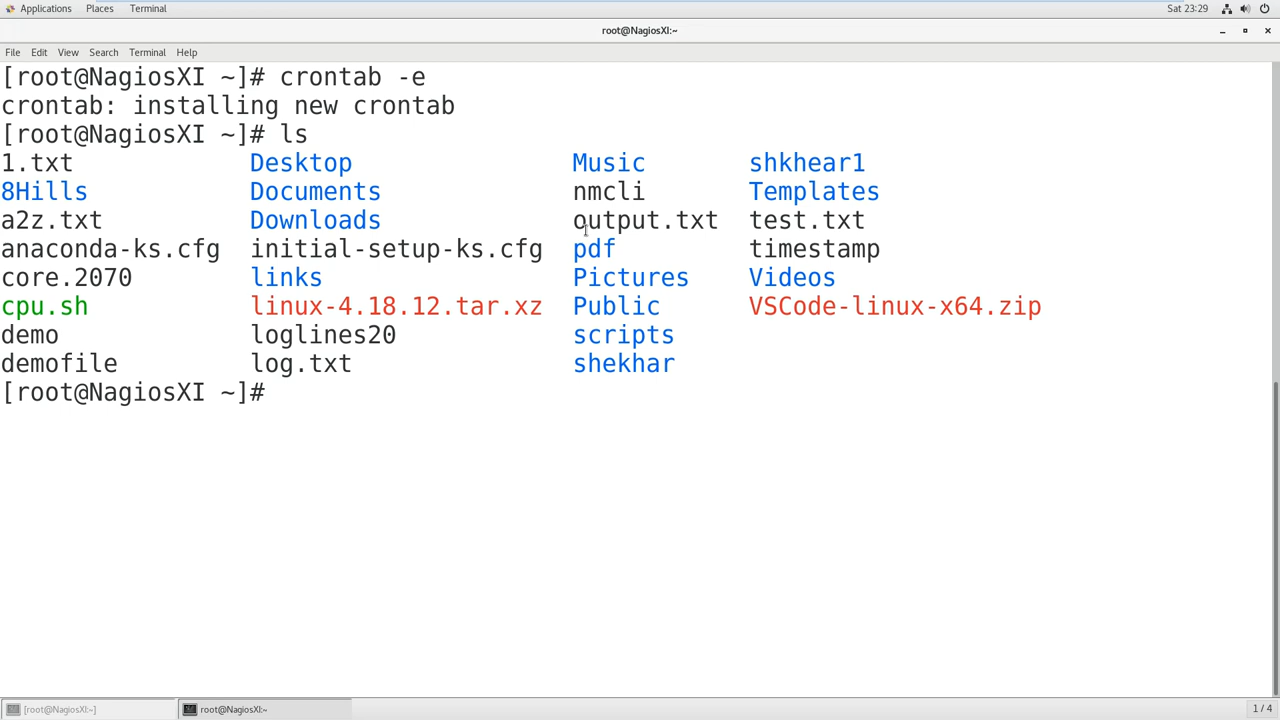 Applications Places Terminal Sat 23:29
root@NagiosXI:~
File Edit View Search Terminal Help
[root@NagiosXI ~]# crontab -e
crontab: installing new crontab
[root@NagiosXI ~]# ls
1.txt Desktop Music shkhear1
8Hills Documents nmcli Templates
a2z.txt Downloads output.txt test.txt
anaconda-ks.cfg initial-setup-ks.cfg pdf timestamp
core.2070 links Pictures Videos
cpu.sh linux-4.18.12.tar.xz Public VSCode-linux-x64.zip
demo loglines20 scripts
demofile log.txt shekhar
[root@NagiosXI ~]#
[root@NagiosXI:~] root@NagiosXI:~ 1 / 4